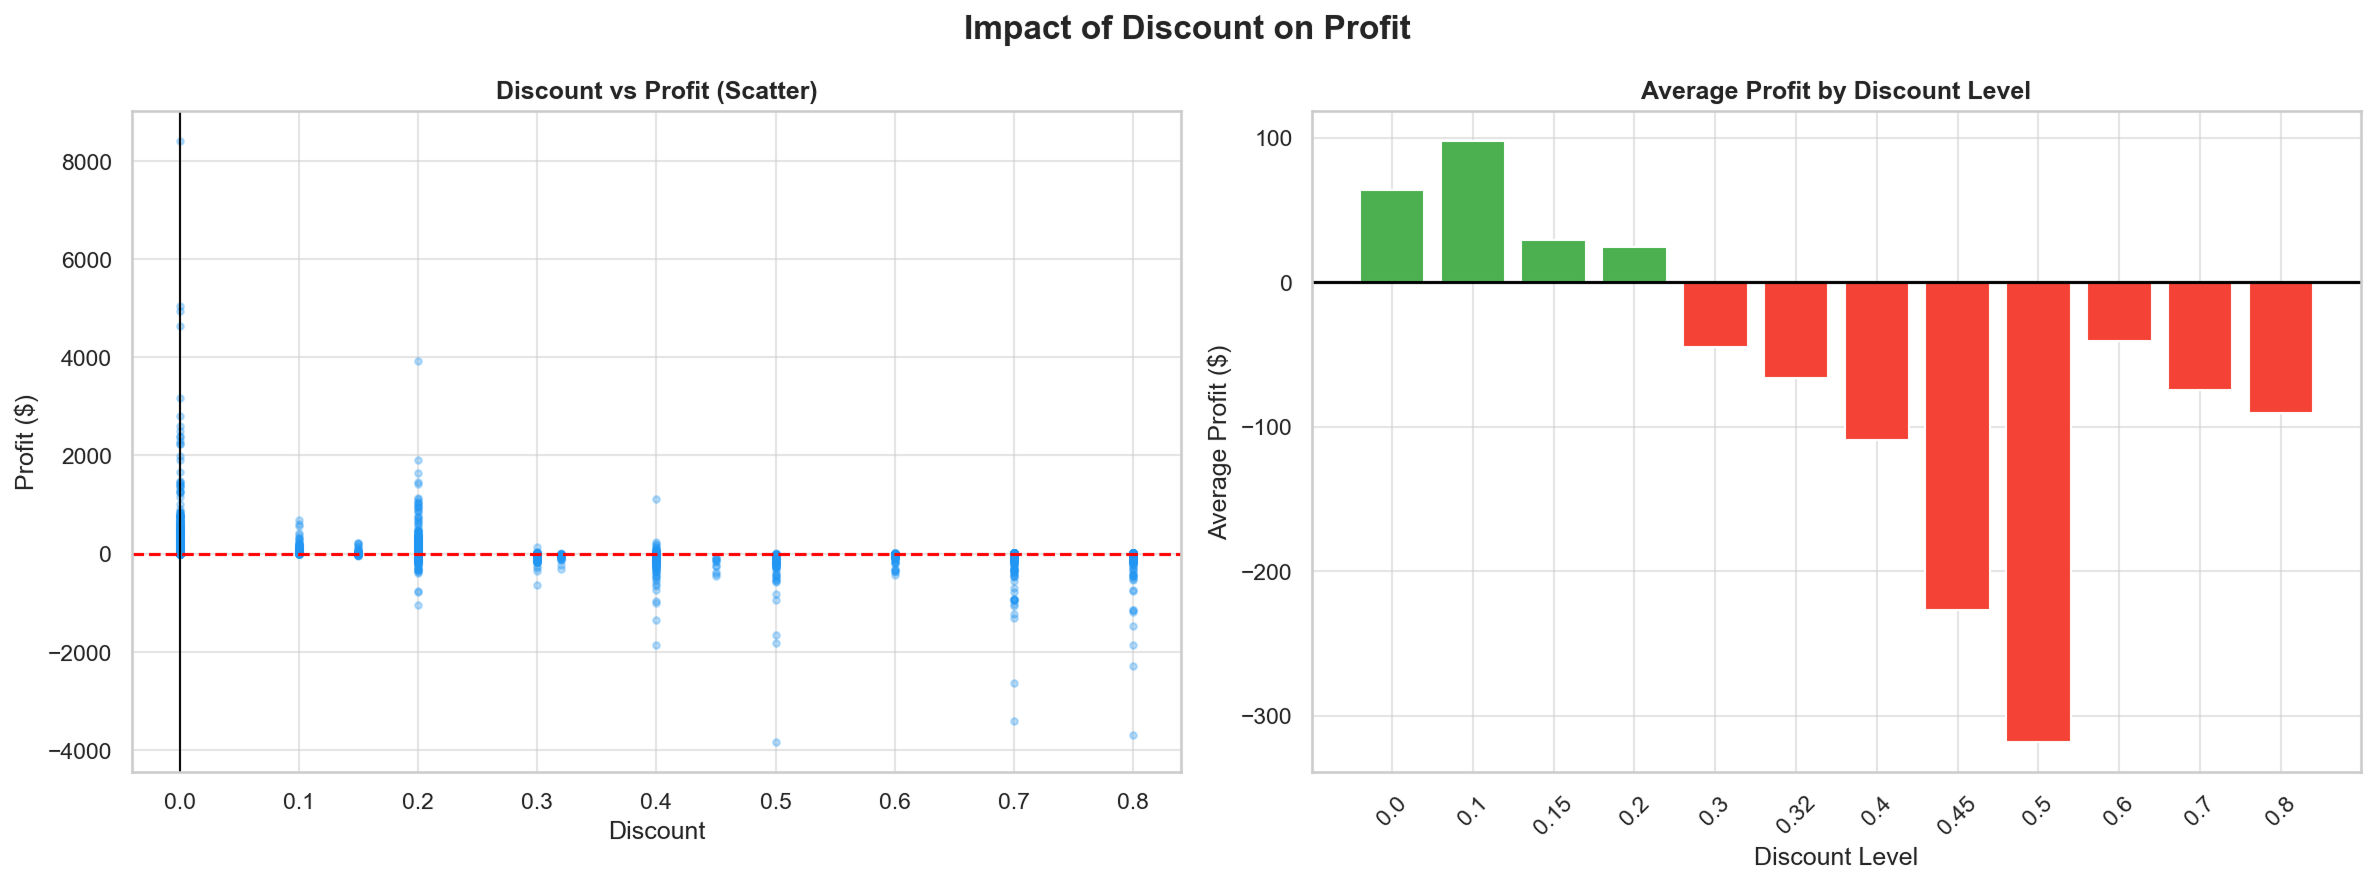 Impact of Discount on Profit
Discount vs Profit (Scatter)
Profit ($)
8000
6000
4000
2000
0
−2000
−4000
0.0 0.1 0.2 0.3 0.4 0.5 0.6 0.7 0.8
Discount
Average Profit by Discount Level
Average Profit ($)
100
0
−100
−200
−300
0.0 0.1 0.15 0.2 0.3 0.32 0.4 0.45 0.5 0.6 0.7 0.8
Discount Level